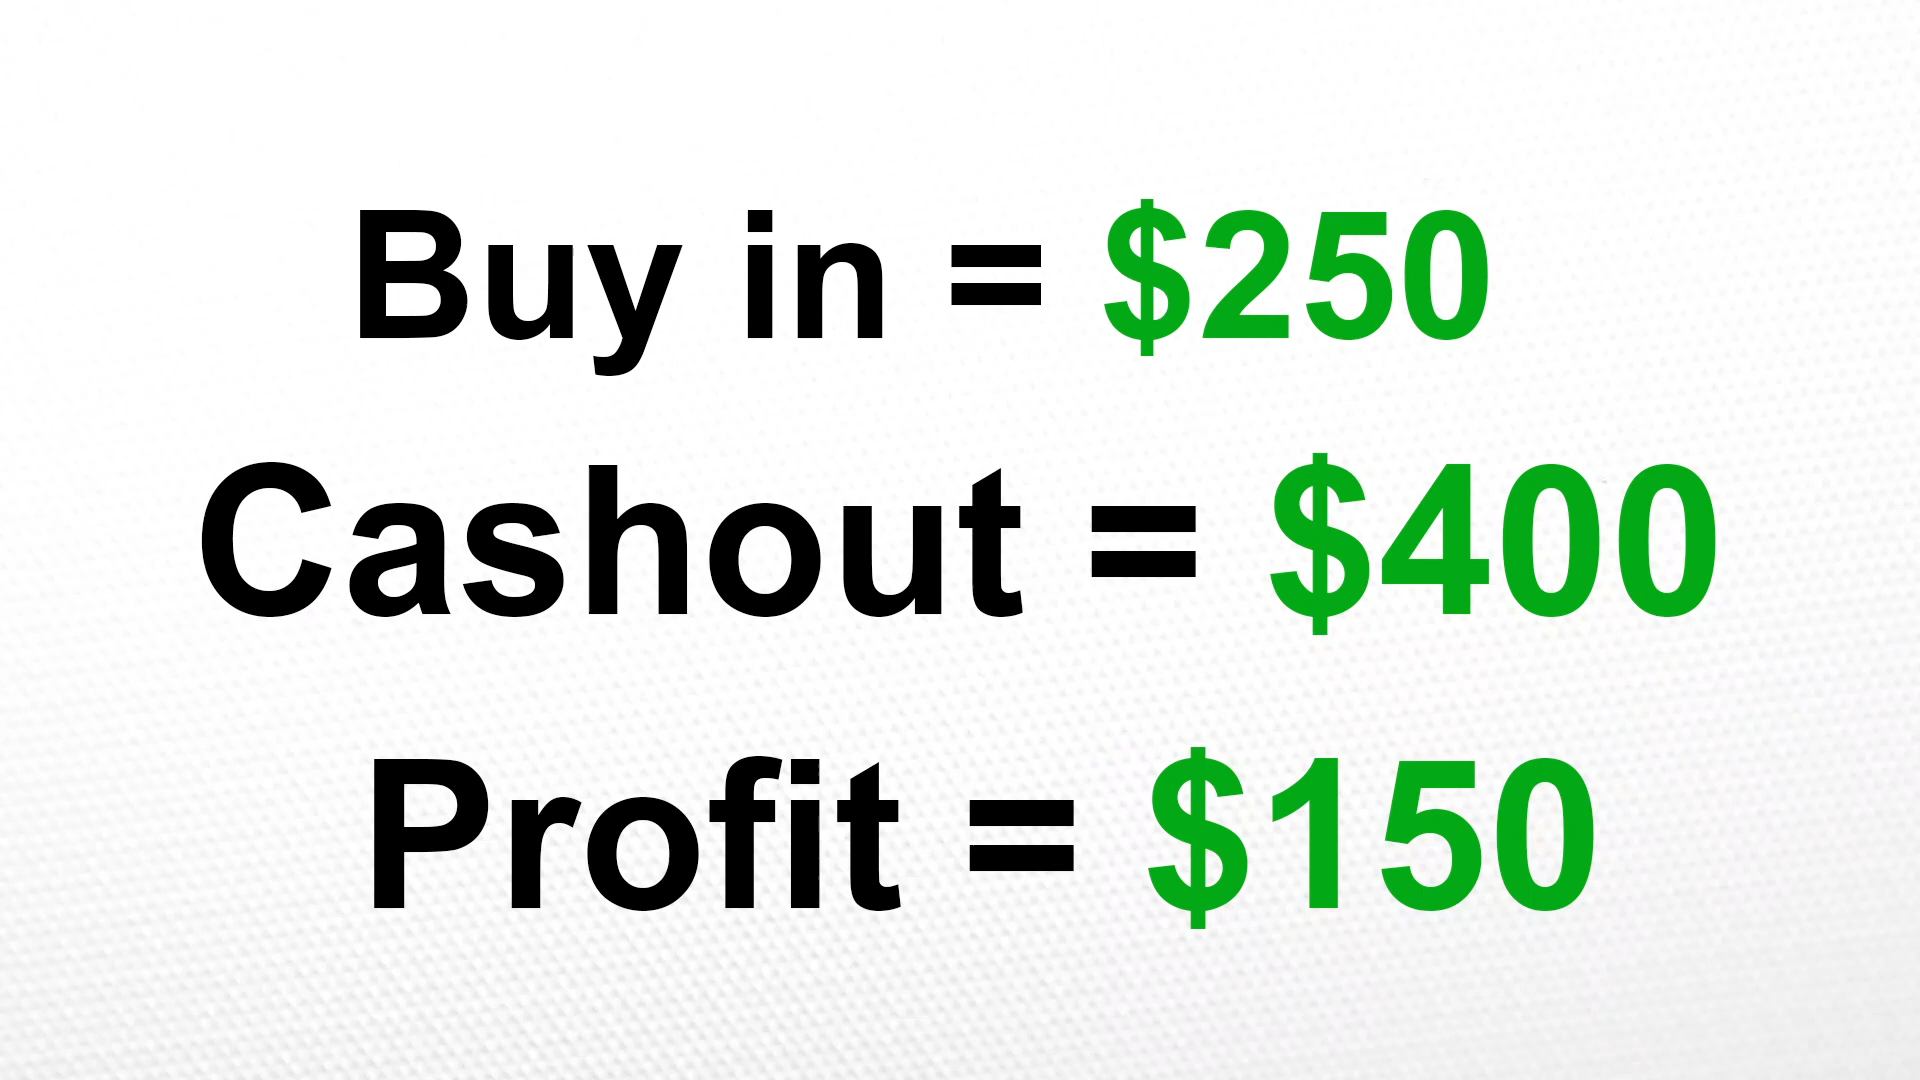 Buy in = $250
Cashout = $400
Profit = $150